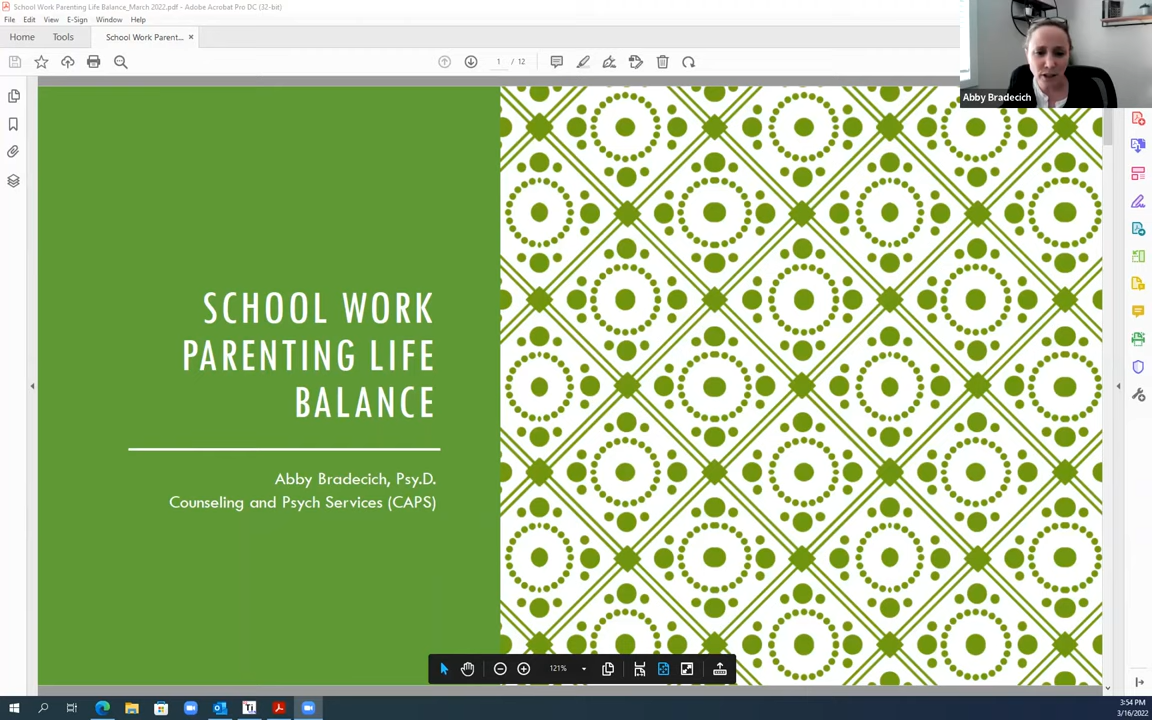 School Work Parenting Life Balance_March 2022.pdf - Adobe Acrobat Pro DC (32-bit)
File Edit View E-Sign Window Help
Home Tools School Work Parent... ×
1 / 12
Abby Bradecich
SCHOOL WORK
PARENTING LIFE
BALANCE
Abby Bradecich, Psy.D.
Counseling and Psych Services (CAPS)
121%
Ti
3:54 PM
3/16/2022